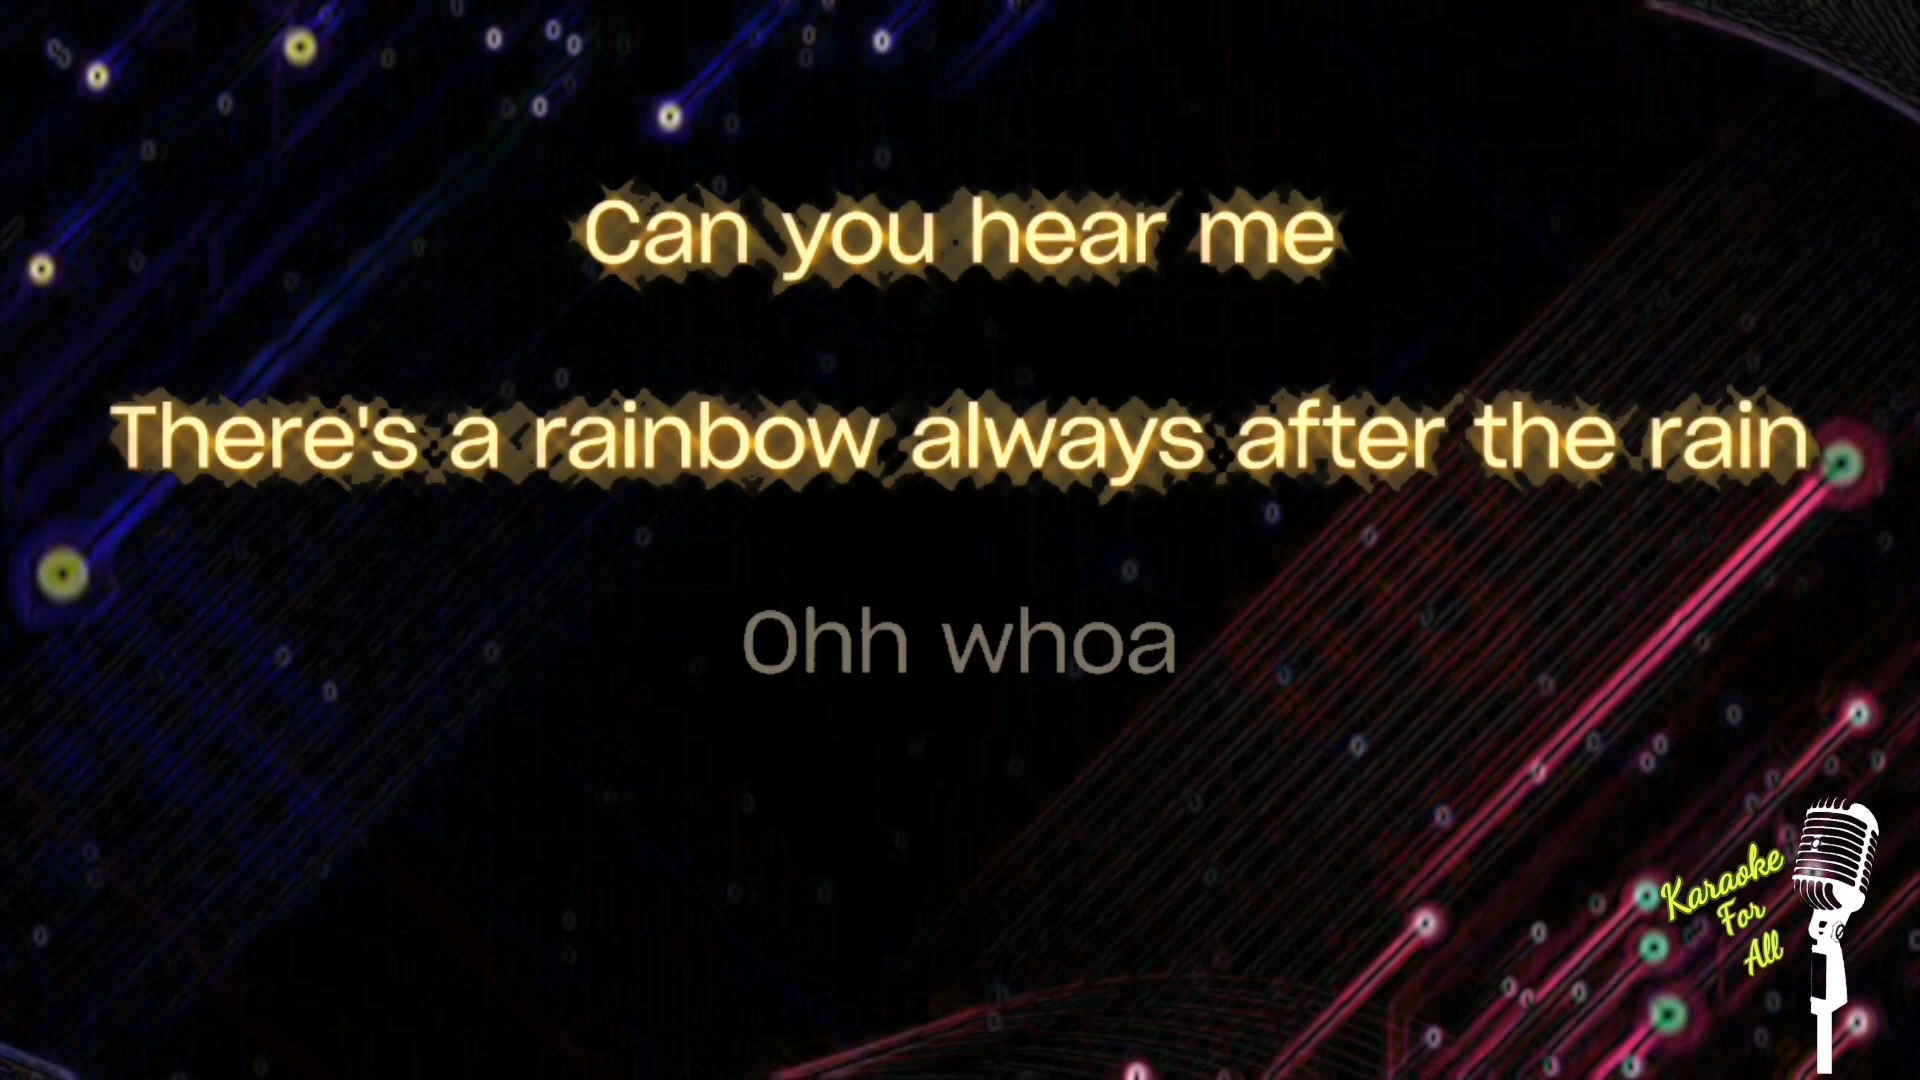 Can you hear me
There's a rainbow always after the rain
Ohh whoa
Karaoke
For
All